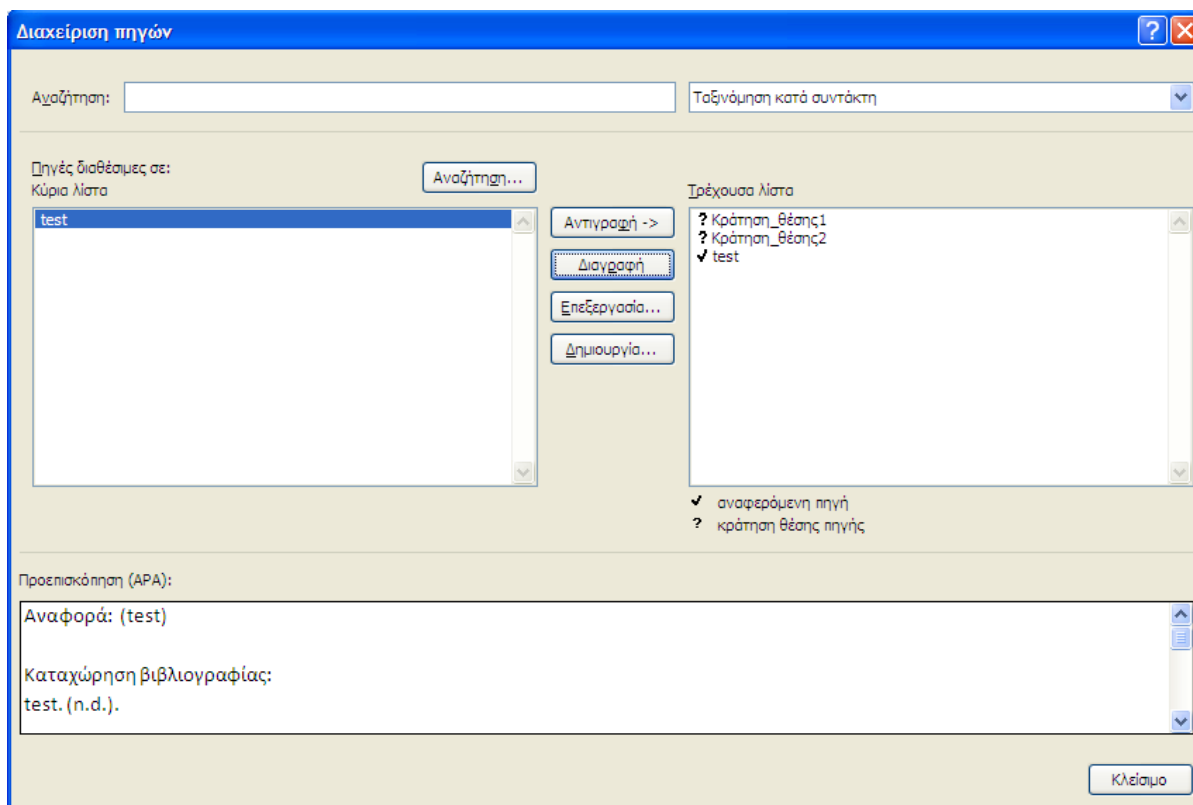 Διαχείριση πηγών
Αναζήτηση:
Ταξινόμηση κατά συντάκτη
Πηγές διαθέσιμες σε:
Κύρια λίστα
Αναζήτηση...
Τρέχουσα λίστα
test
Αντιγραφή ->
Διαγραφή
Επεξεργασία...
Δημιουργία...
? Κράτηση_θέσης1
? Κράτηση_θέσης2
✓ test
✓ αναφερόμενη πηγή
? κράτηση θέσης πηγής
Προεπισκόπηση (APA):
Αναφορά: (test)
Καταχώρηση βιβλιογραφίας:
test. (n.d.).
Κλείσιμο